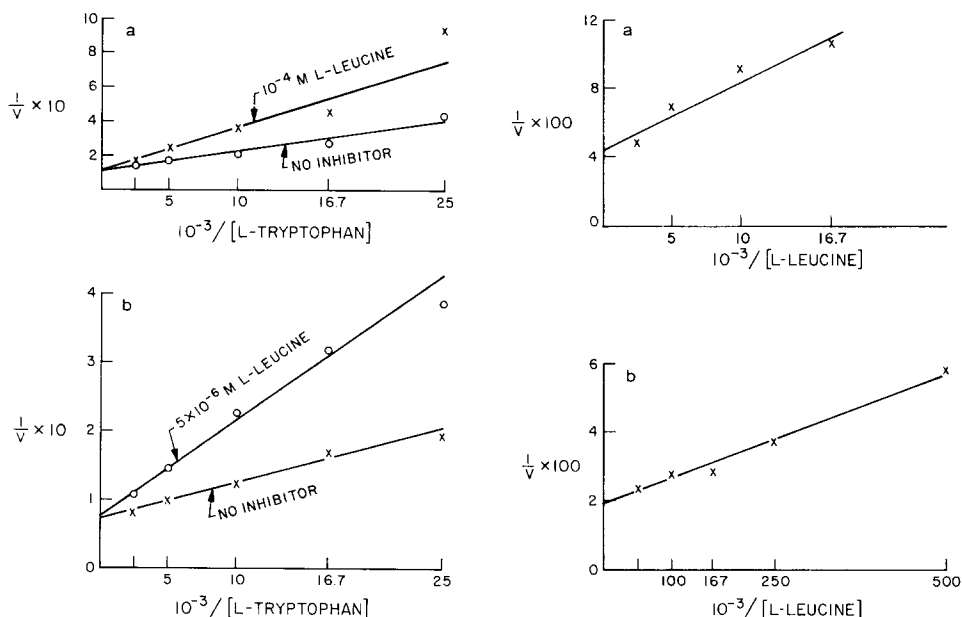 a
10
8
6
4
2
1/V × 10
10⁻⁴ M L-LEUCINE
NO INHIBITOR
5
10
16.7
25
10⁻³/[L-TRYPTOPHAN]
a
12
8
4
0
1/V × 100
5
10
16.7
10⁻³/[L-LEUCINE]
b
4
3
2
1
0
1/V × 10
5×10⁻⁶ M L-LEUCINE
NO INHIBITOR
5
10
16.7
25
10⁻³/[L-TRYPTOPHAN]
b
6
4
2
0
1/V × 100
100
167
250
500
10⁻³/[L-LEUCINE]